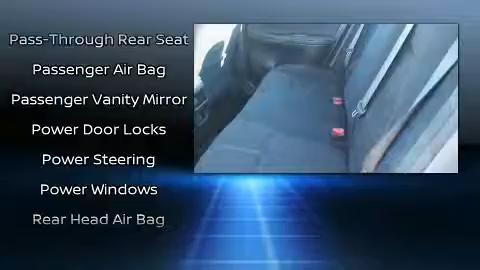 Pass-Through Rear Seat
Passenger Air Bag
Passenger Vanity Mirror
Power Door Locks
Power Steering
Power Windows
Rear Head Air Bag